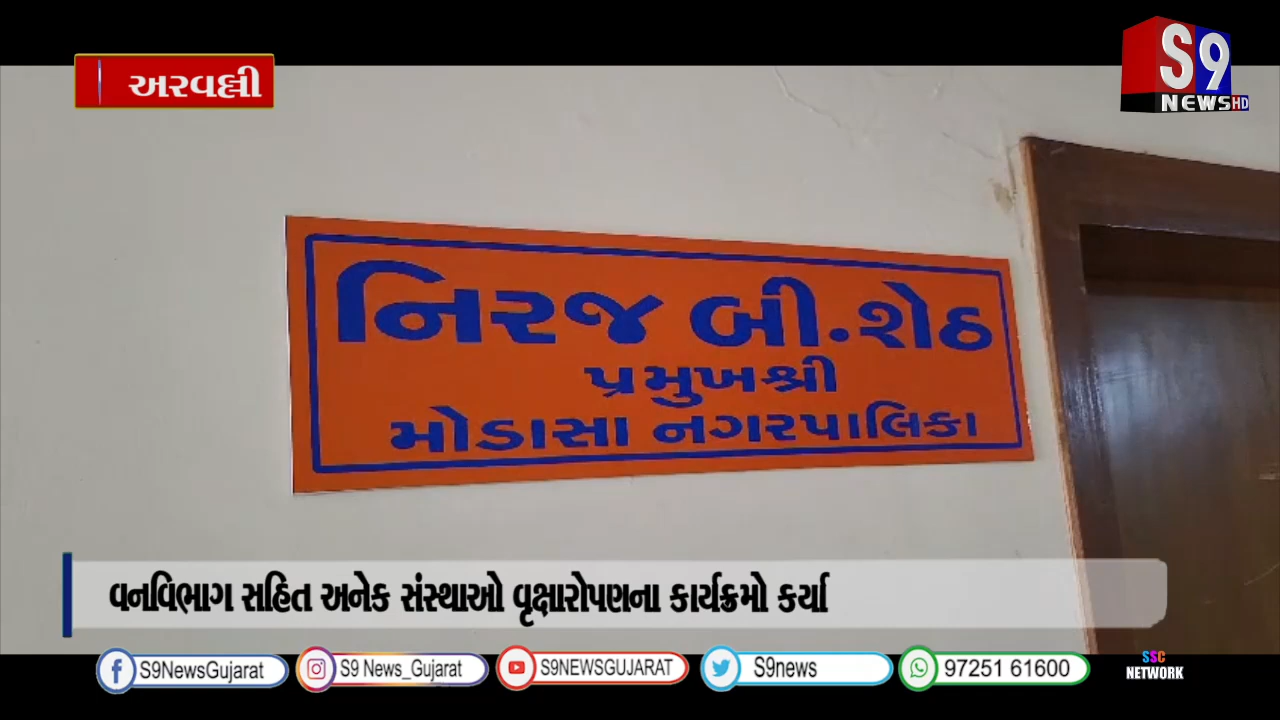 અરવલ્લી
S9
NEWS HD
નિરજ બી.શેઠ
પ્રમુખશ્રી
મોડાસા નગરપાલિકા
વનવિભાગ સહિત અનેક સંસ્થાઓ વૃક્ષારોપણના કાર્યક્રમો કર્યા
S9NewsGujarat
S9 News_Gujarat
S9NEWSGUJARAT
S9news
97251 61600
SSC
NETWORK